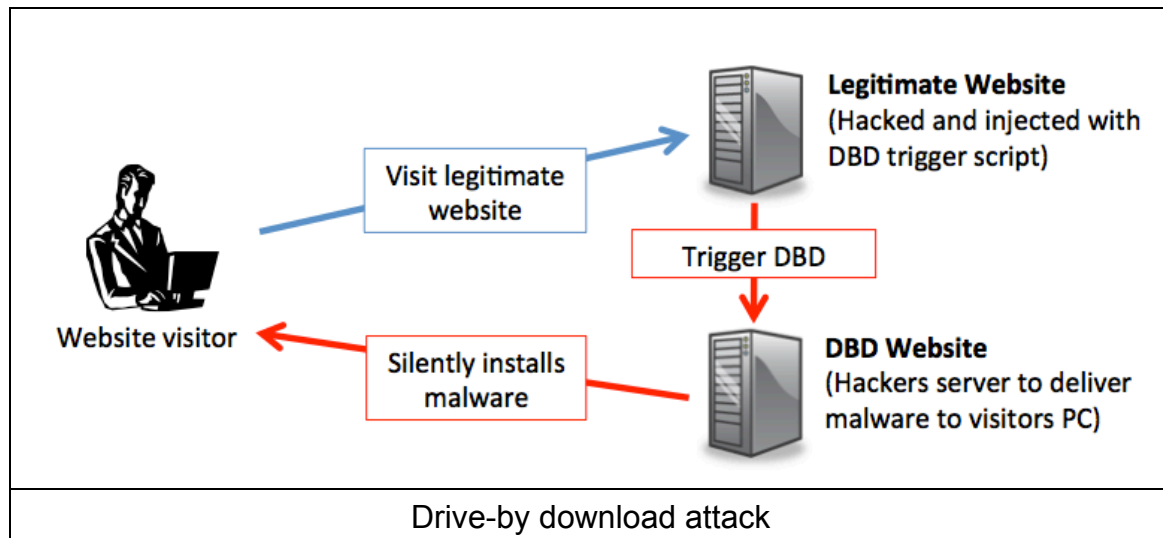 Legitimate Website
(Hacked and injected with
DBD trigger script)
Visit legitimate
website
Trigger DBD
Website visitor
Silently installs
malware
DBD Website
(Hackers server to deliver
malware to visitors PC)
Drive-by download attack